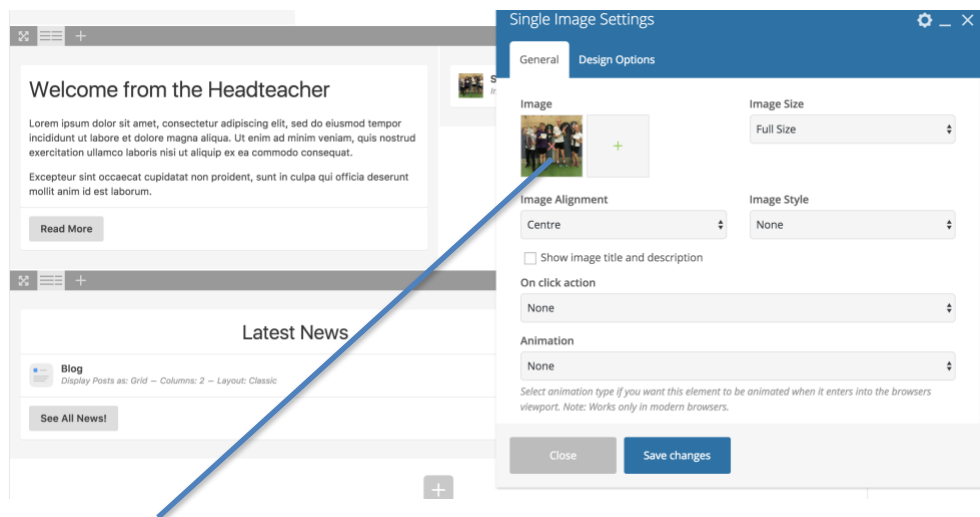 Welcome from the Headteacher
Lorem ipsum dolor sit amet, consectetur adipiscing elit, sed do eiusmod tempor
incididunt ut labore et dolore magna aliqua. Ut enim ad minim veniam, quis nostrud
exercitation ullamco laboris nisi ut aliquip ex ea commodo consequat.
Excepteur sint occaecat cupidatat non proident, sunt in culpa qui officia deserunt
mollit anim id est laborum.
Read More
Latest News
Blog
Display Posts as: Grid – Columns: 2 – Layout: Classic
See All News!
Single Image Settings
General
Design Options
Image
Image Size
Full Size
Image Alignment
Image Style
Centre
None
Show image title and description
On click action
None
Animation
None
Select animation type if you want this element to be animated when it enters into the browsers
viewport. Note: Works only in modern browsers.
Close
Save changes